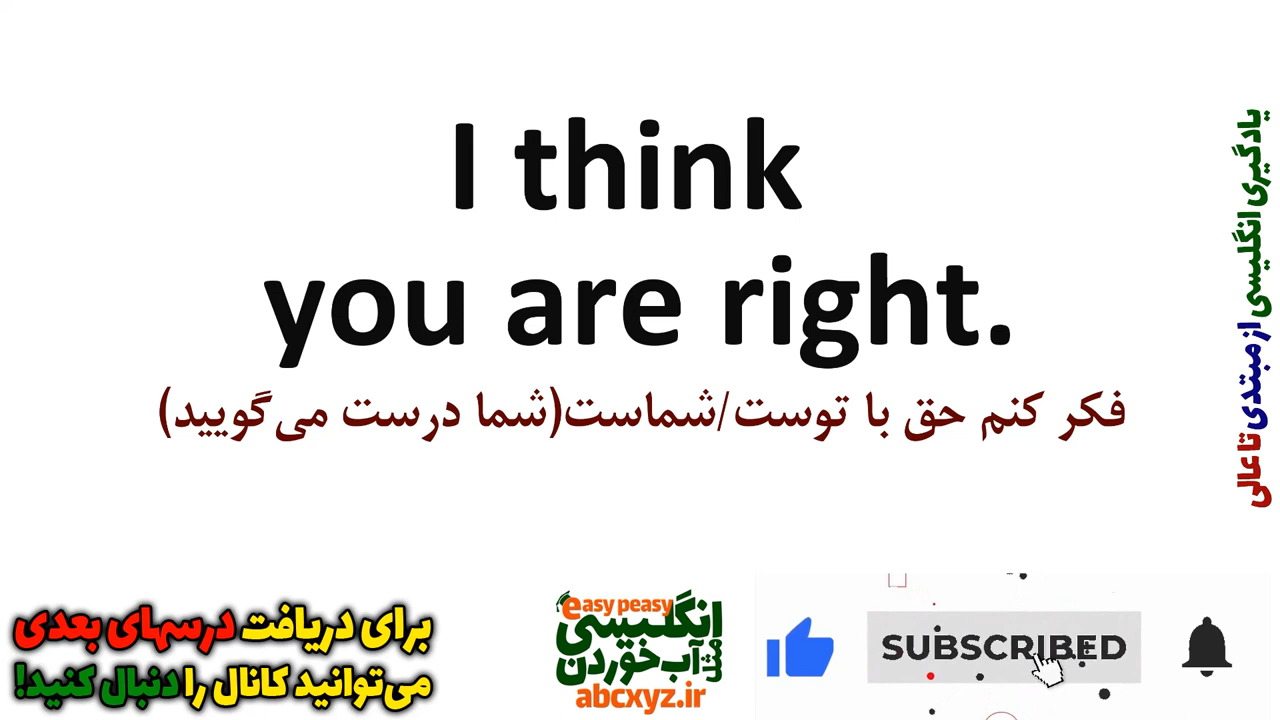 I think
you are right.
فکر کنم حق با توست/شماست(شما درست می‌گویید)
یادگیری انگلیسی از مبتدی تا عالی
برای دریافت درسهای بعدی
می‌توانید کانال را دنبال کنید!
easy peasy
انگلیسی
مثل آب خوردن
abcxyz.ir
SUBSCRIBED